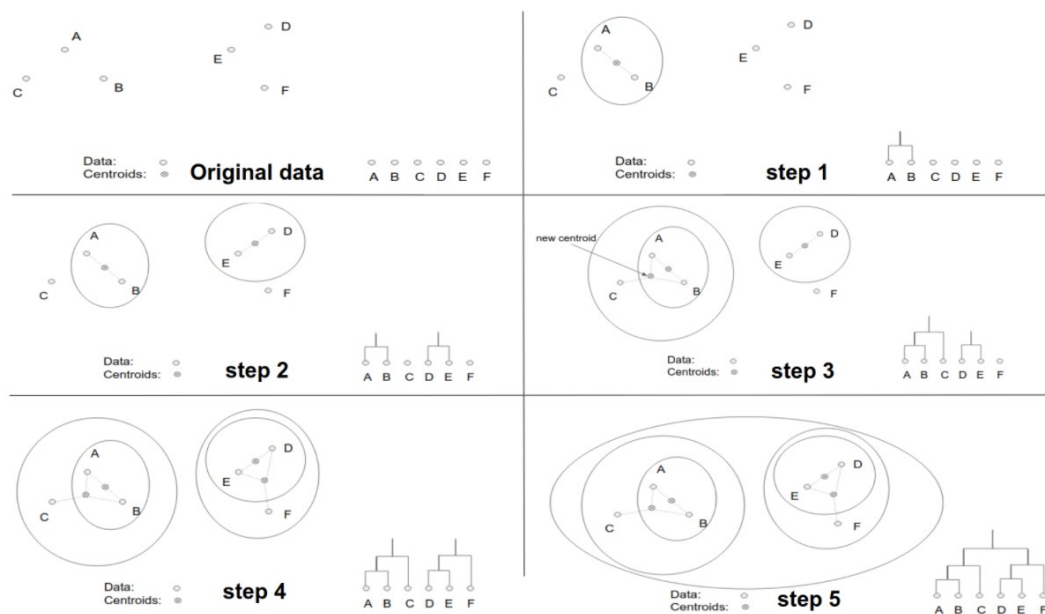 A
D
E
C
B
F
Data:
Centroids:
Original data
A B C D E F
A
D
E
C
B
F
Data:
Centroids:
step 1
A B C D E F
A
D
E
C
B
F
Data:
Centroids:
step 2
A B C D E F
new centroid
A
D
E
C
B
F
Data:
Centroids:
step 3
A B C D E F
A
D
E
C
B
F
Data:
Centroids:
step 4
A B C D E F
A
D
E
C
B
F
Data:
Centroids:
step 5
A B C D E F